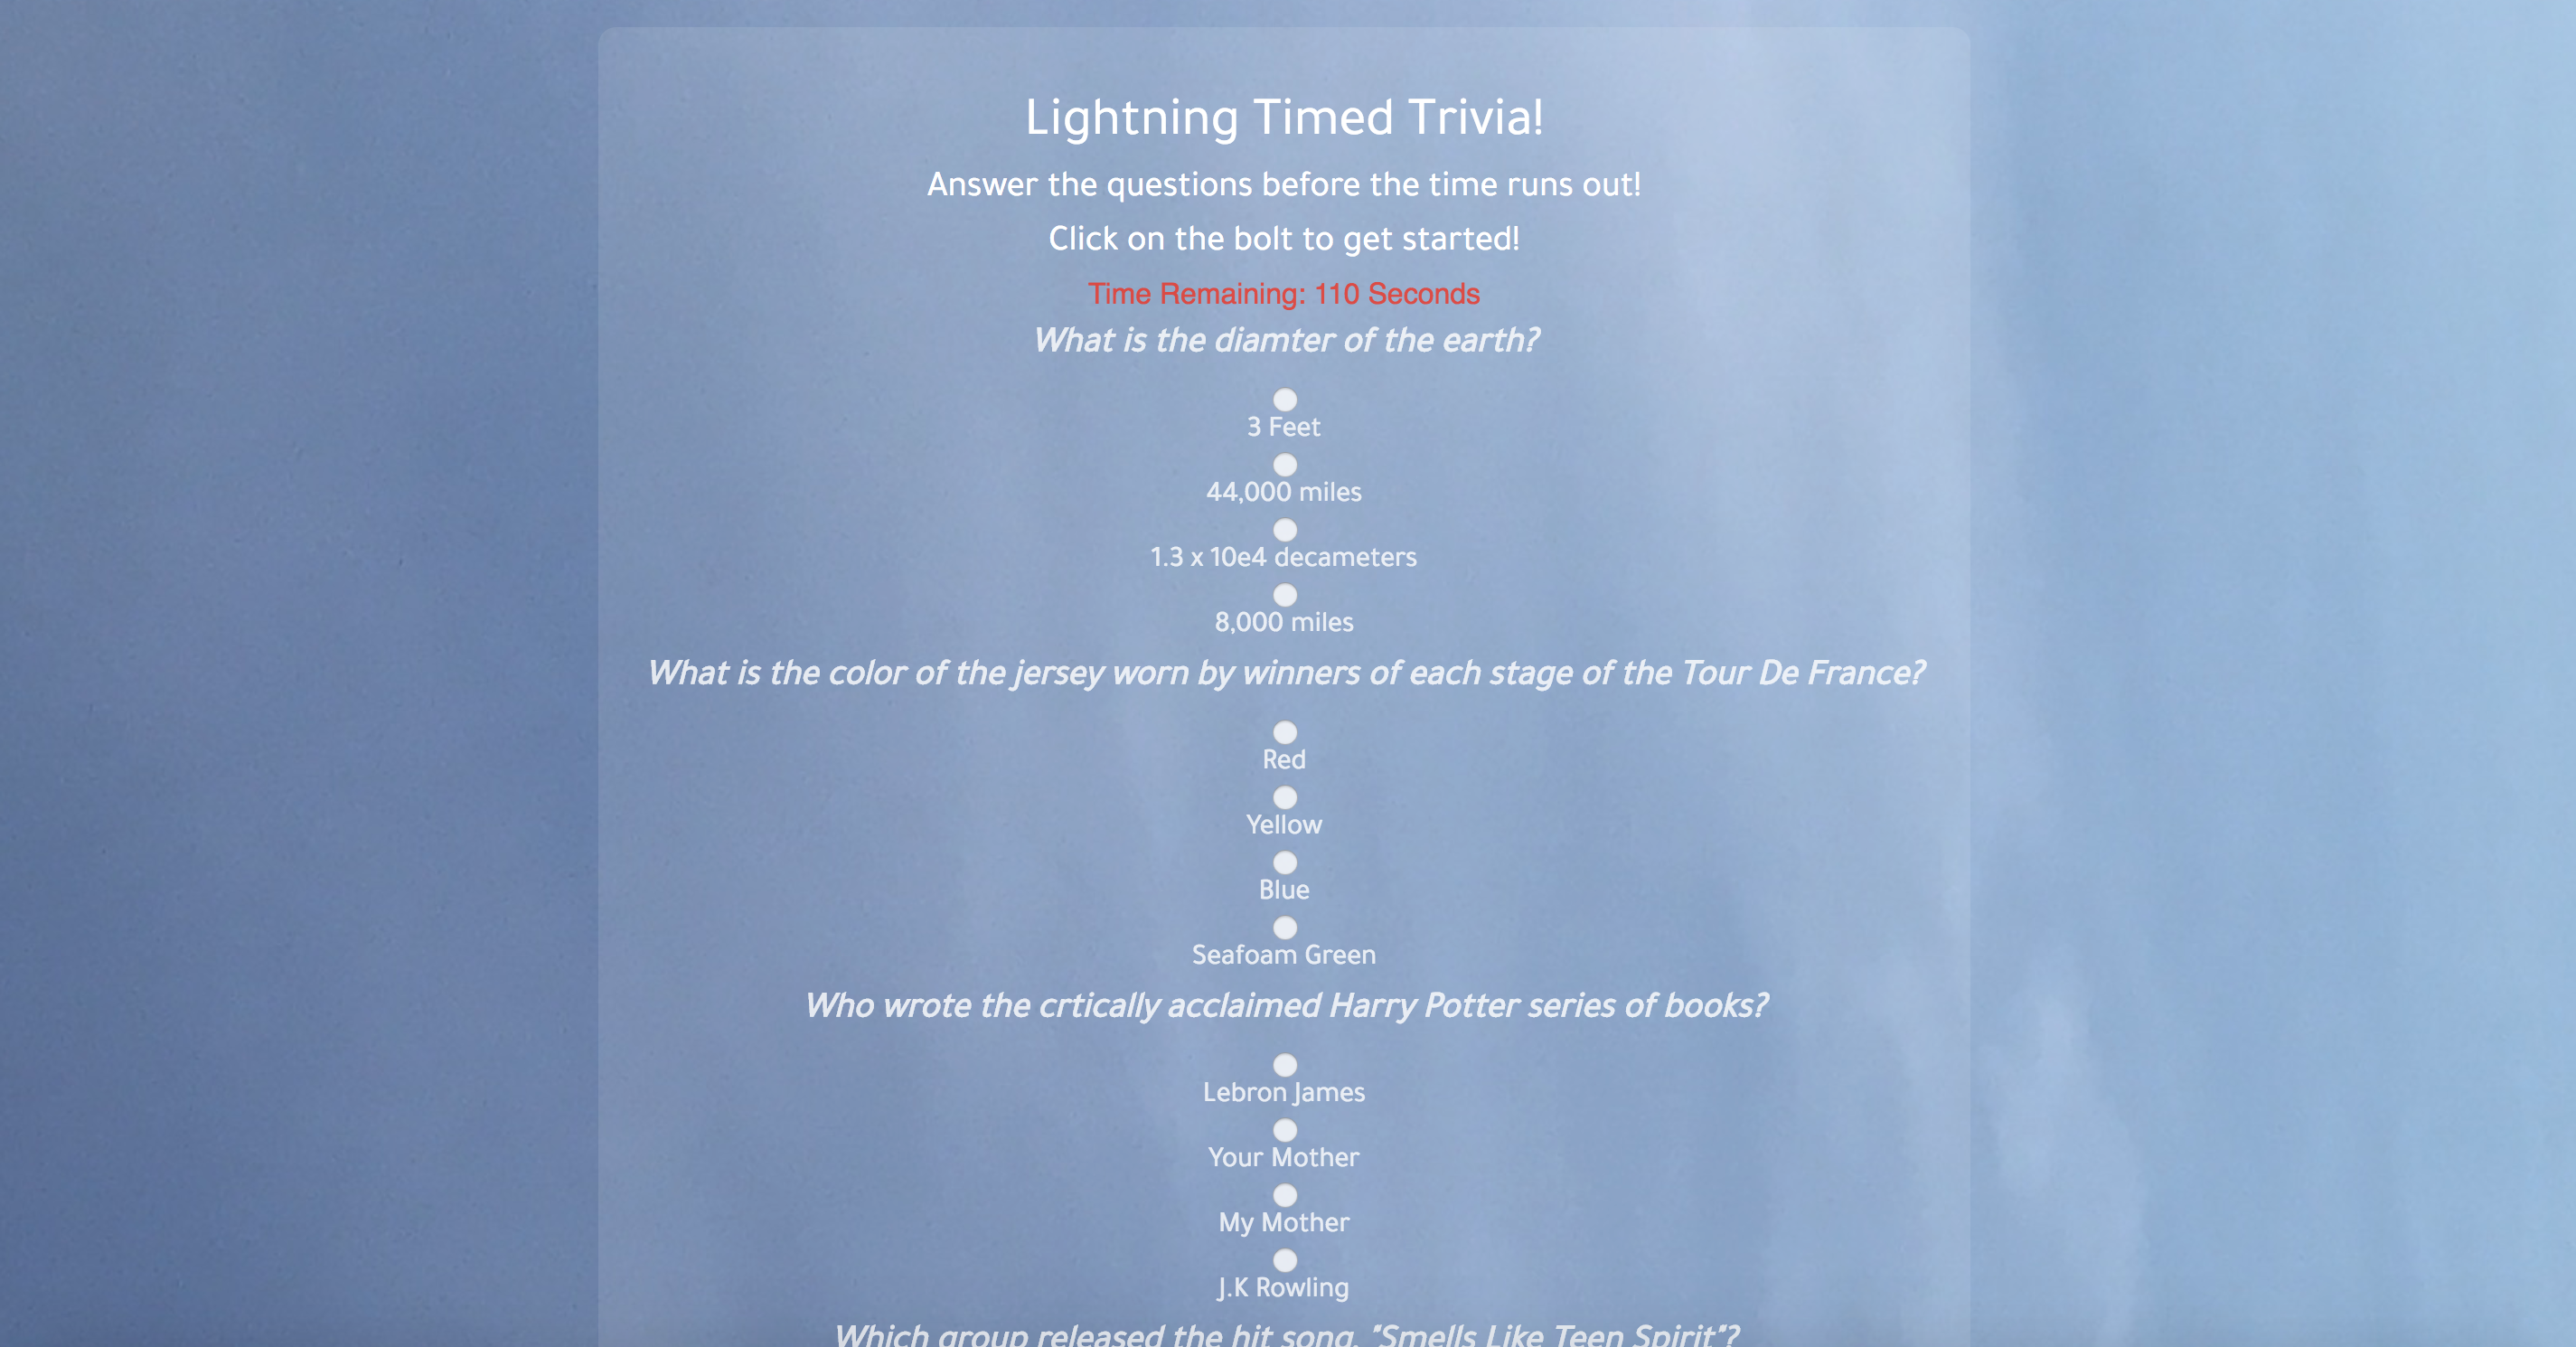 Lightning Timed Trivia!
Answer the questions before the time runs out!
Click on the bolt to get started!
Time Remaining: 110 Seconds
What is the diamter of the earth?
3 Feet
44,000 miles
1.3 x 10e4 decameters
8,000 miles
What is the color of the jersey worn by winners of each stage of the Tour De France?
Red
Yellow
Blue
Seafoam Green
Who wrote the crtically acclaimed Harry Potter series of books?
Lebron James
Your Mother
My Mother
J.K Rowling
Which group released the hit song, "Smells Like Teen Spirit"?